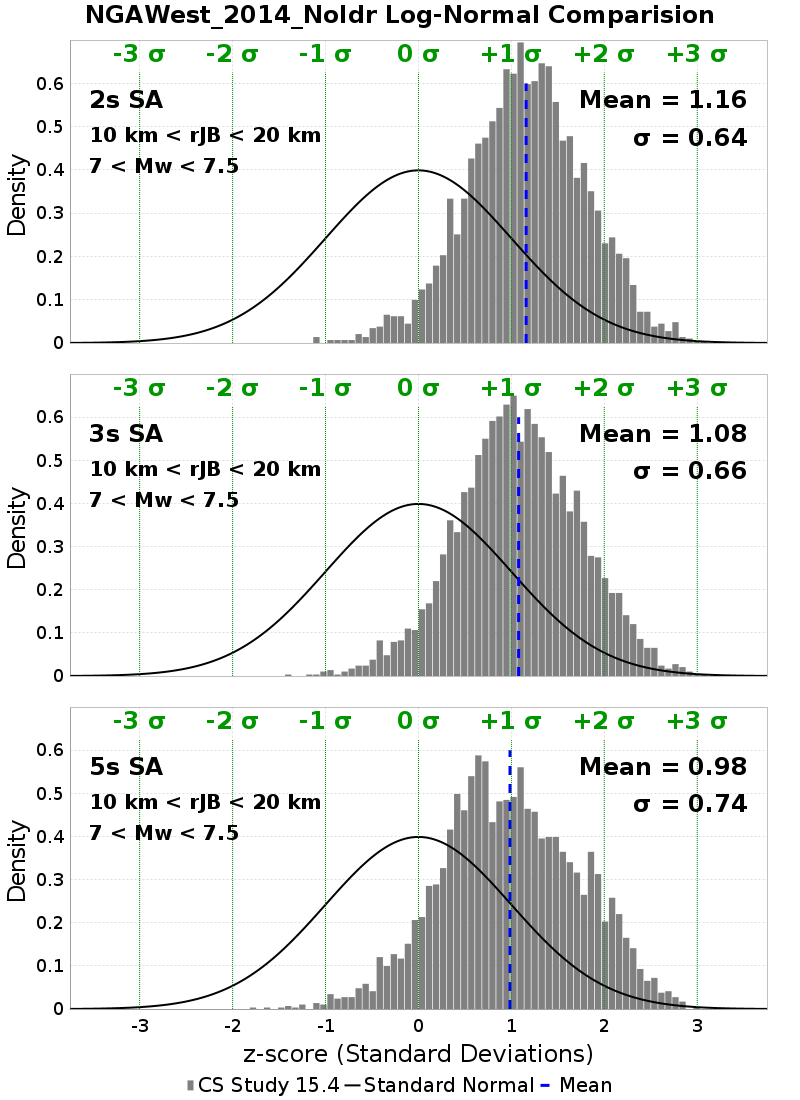 NGAWest_2014_NoIdr Log-Normal Comparision
-3 σ -2 σ -1 σ 0 σ +1 σ +2 σ +3 σ
2s SA Mean = 1.16
10 km < rJB < 20 km σ = 0.64
7 < Mw < 7.5
Density
0.6
0.5
0.4
0.3
0.2
0.1
0
-3 σ -2 σ -1 σ 0 σ +1 σ +2 σ +3 σ
3s SA Mean = 1.08
10 km < rJB < 20 km σ = 0.66
7 < Mw < 7.5
Density
0.6
0.5
0.4
0.3
0.2
0.1
0
-3 σ -2 σ -1 σ 0 σ +1 σ +2 σ +3 σ
5s SA Mean = 0.98
10 km < rJB < 20 km σ = 0.74
7 < Mw < 7.5
Density
0.6
0.5
0.4
0.3
0.2
0.1
0
-3 -2 -1 0 1 2 3
z-score (Standard Deviations)
CS Study 15.4 Standard Normal Mean